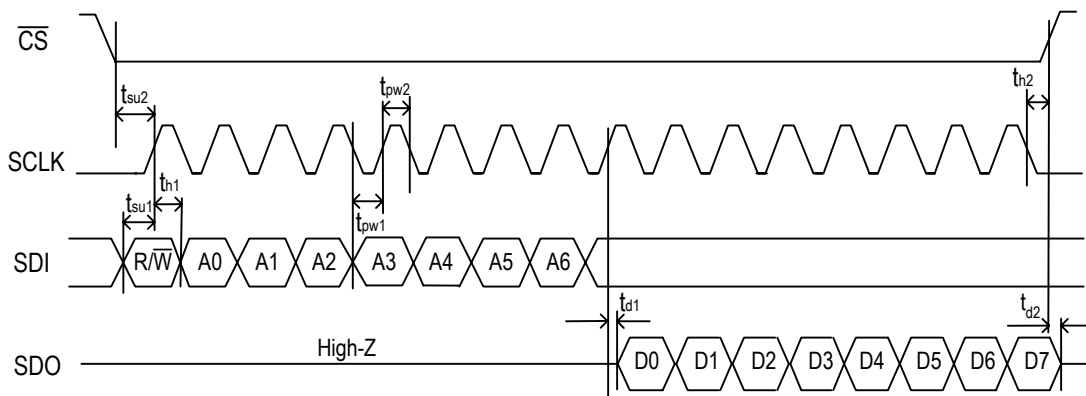 C̅S̅
tsu2
tpw2
th2
SCLK
th1
tsu1
tpw1
SDI R/W̅ A0 A1 A2 A3 A4 A5 A6
td1
td2
High-Z
SDO D0 D1 D2 D3 D4 D5 D6 D7